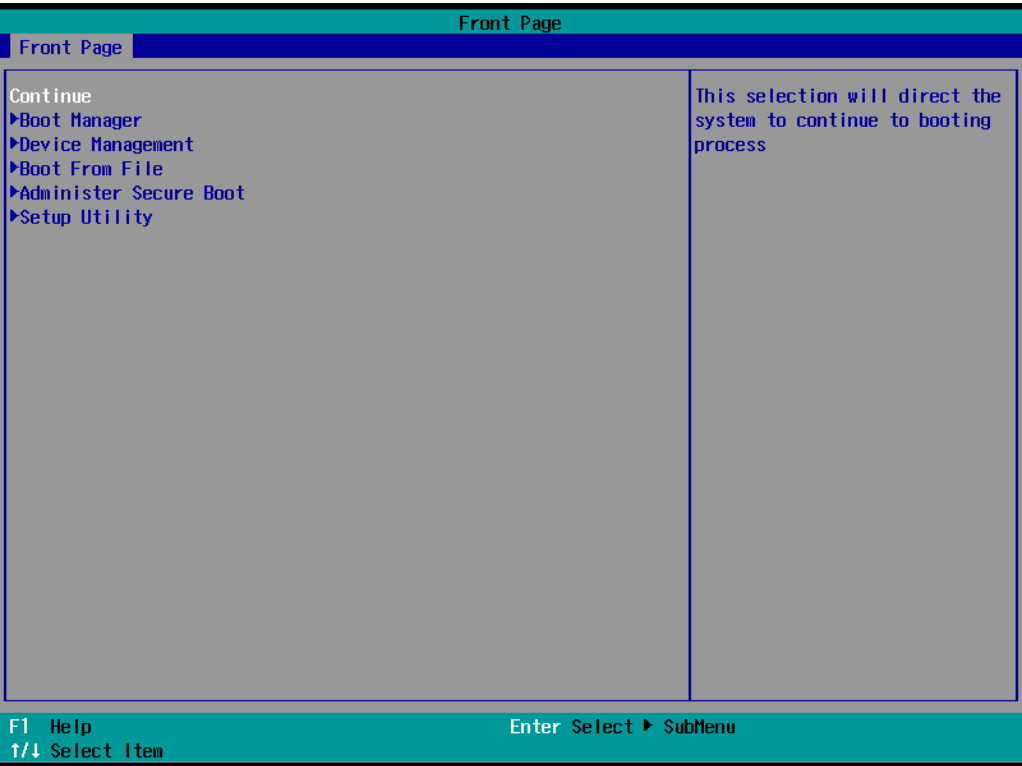 Front Page
Front Page
Continue
▶Boot Manager
▶Device Management
▶Boot From File
▶Administer Secure Boot
▶Setup Utility
This selection will direct the
system to continue to booting
process
F1 Help
Enter Select ▶ SubMenu
↑/↓ Select Item